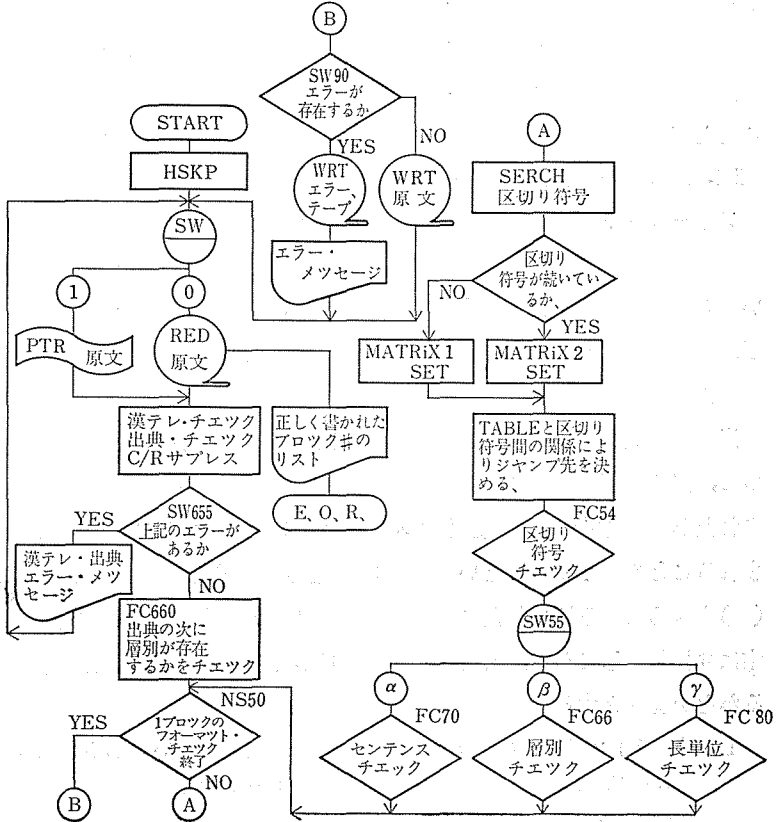 START
HSKP
SW
1
0
PTR 原文
RED
原文
漢テレ・チエツク
出典・チエツク
C/Rサプレス
正しく書かれた
ブロツク#の
リスト
E、O、R、
SW655
上記のエラーが
あるか
YES
NO
漢テレ・出典
エラー・メツ
セージ
FC660
出典の次に
層別が存在
するかをチエツク
NS50
1ブロツクの
フオーマツト・
チエツク
終了
YES
NO
B
A
B
SW90
エラーが
存在するか
YES
NO
WRT
エラー、
テープ
WRT
原文
エラー・
メツセージ
A
SERCH
区切り符号
区切り
符号が続いてい
るか、
NO
YES
MATRiX 1
SET
MATRiX 2
SET
TABLEと区切り
符号間の関係によ
りジヤンプ先を決
める、
FC54
区切り
符号
チエツク
SW55
α
β
γ
FC70
センテンス
チエック
FC66
層別
チエツク
FC 80
長単位
チエツク